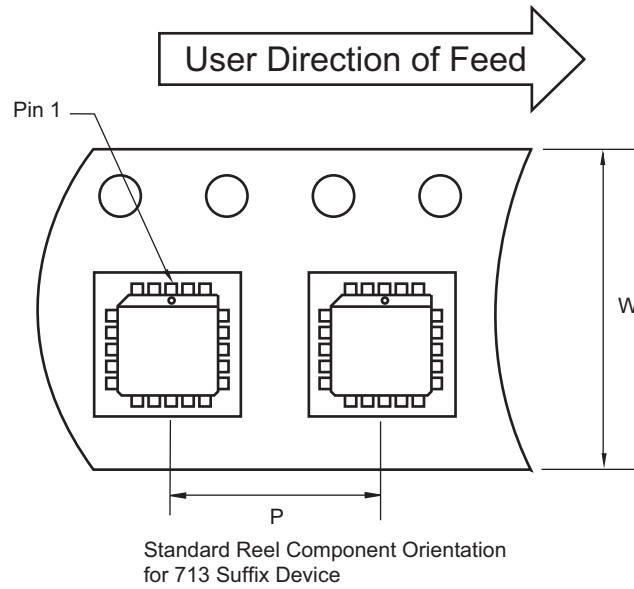 User Direction of Feed
Pin 1
W
P
Standard Reel Component Orientation
for 713 Suffix Device